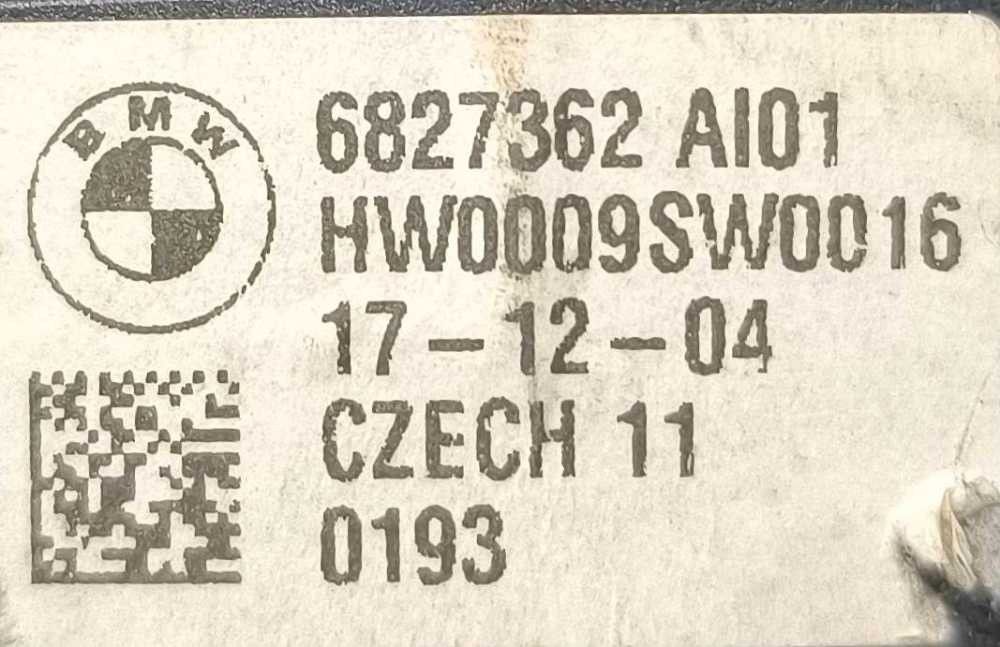 BMW
6827362 AI01
HW0009SW0016
17-12-04
CZECH 11
0193